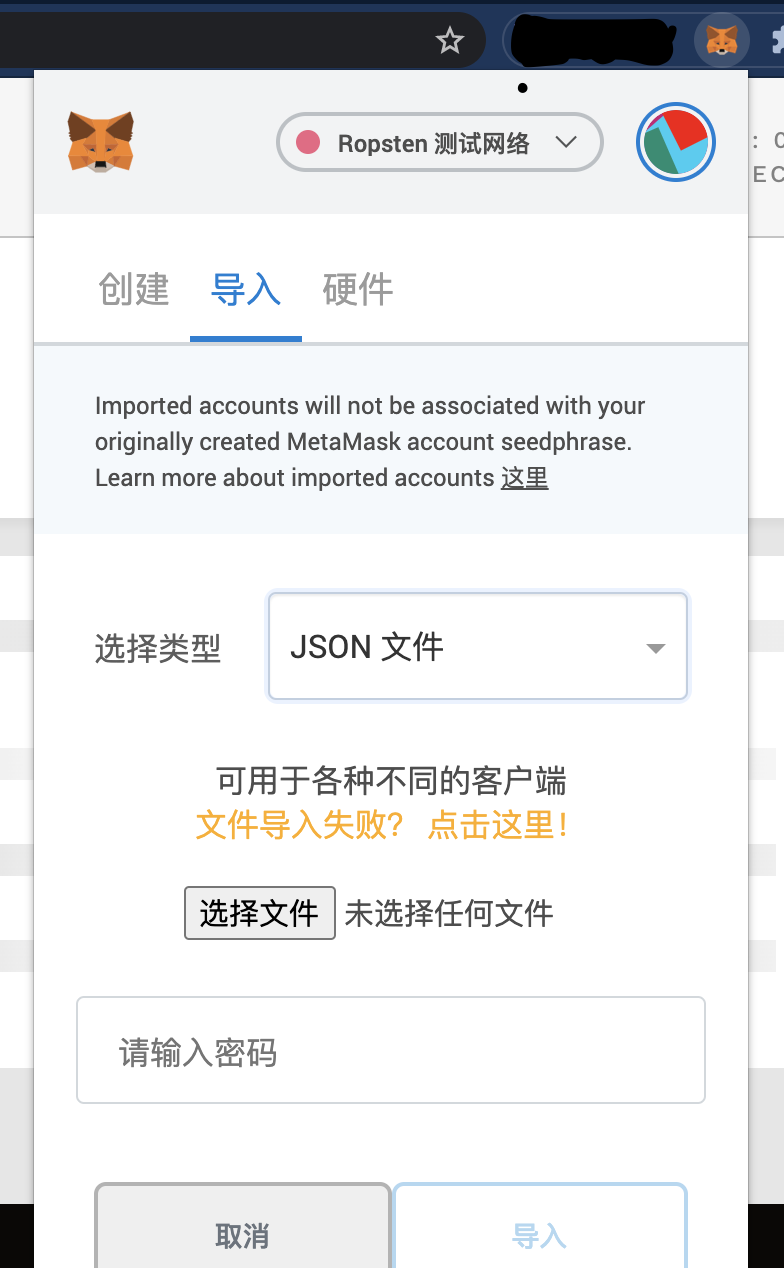 Ropsten 测试网络
创建 导入 硬件
Imported accounts will not be associated with your
originally created MetaMask account seedphrase.
Learn more about imported accounts 这里
选择类型 JSON 文件
可用于各种不同的客户端
文件导入失败? 点击这里!
选择文件 未选择任何文件
请输入密码
取消 导入